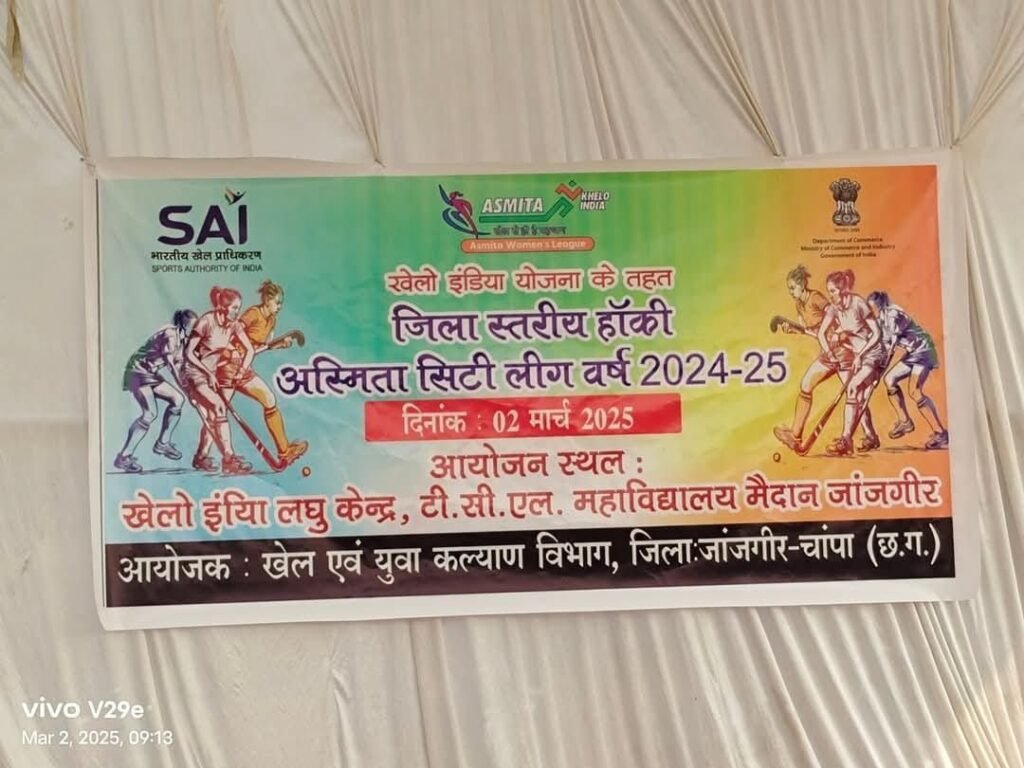 SAI
भारतीय खेल प्राधिकरण
SPORTS AUTHORITY OF INDIA
ASMITA
KHELO
INDIA
Asmita Women's League
Department of Commerce
Ministry of Commerce and Industry
Government of India
खेलो इंडिया योजना के तहत
जिला स्तरीय हॉकी
अस्मिता सिटी लीग वर्ष 2024-25
दिनांक : 02 मार्च 2025
आयोजन स्थल :
खेलो इंयिा लघु केन्द्र, टी.सी.एल. महाविद्यालय मैदान जांजगीर
आयोजक : खेल एवं युवा कल्याण विभाग, जिला:जांजगीर-चांपा (छ.ग.)
vivo V29e
Mar 2, 2025, 09:13